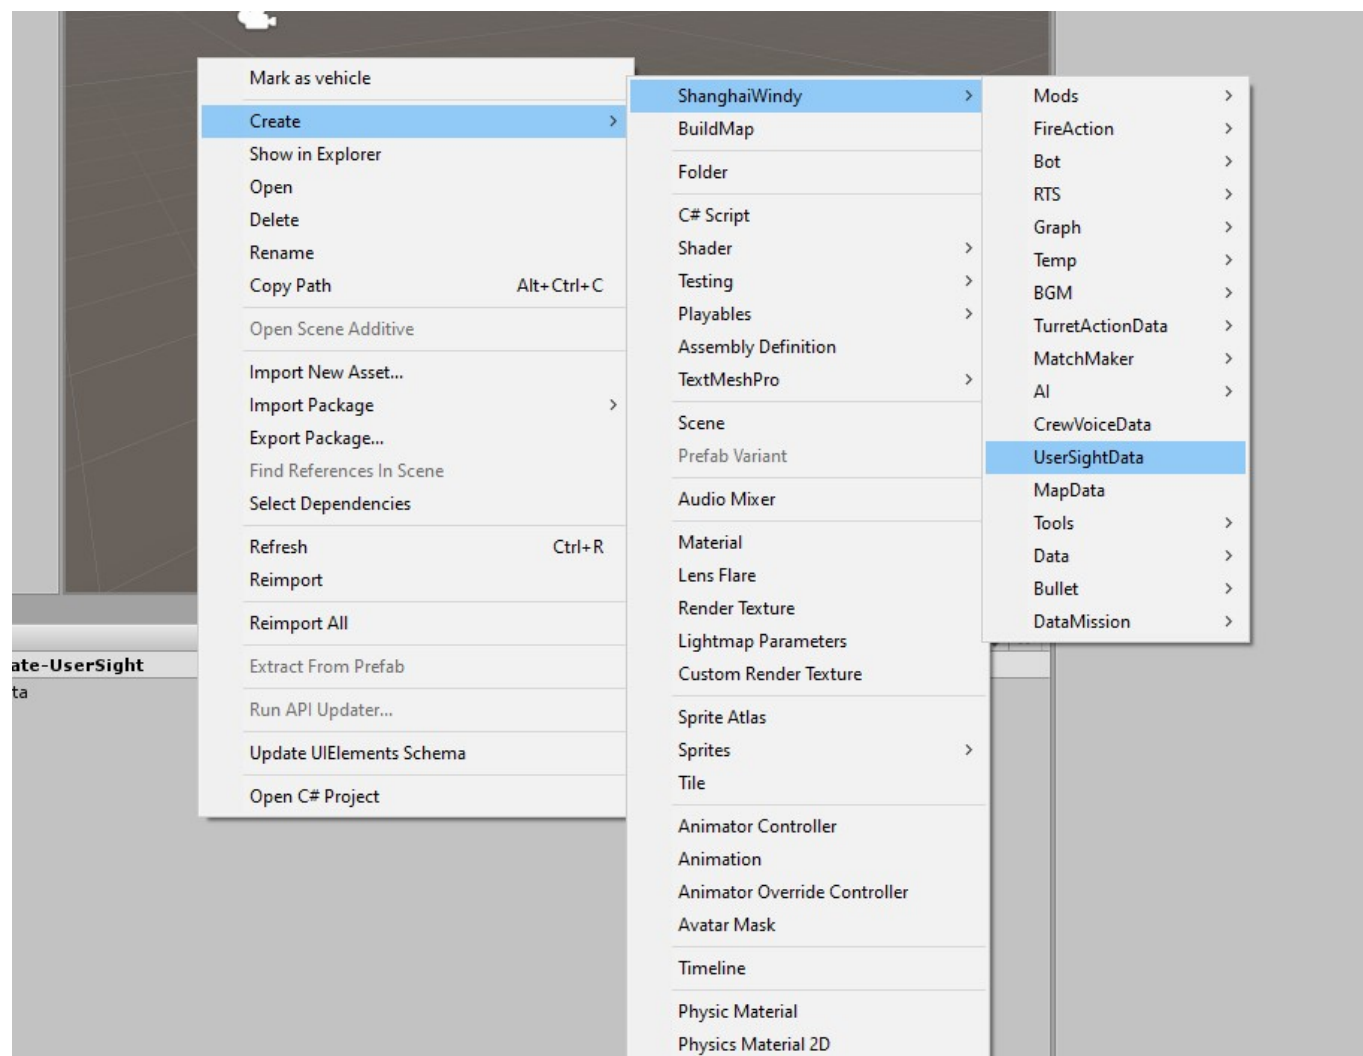 Mark as vehicle
Create
Show in Explorer
Open
Delete
Rename
Copy Path Alt+Ctrl+C
Open Scene Additive
Import New Asset...
Import Package
Export Package...
Find References In Scene
Select Dependencies
Refresh Ctrl+R
Reimport
Reimport All
Extract From Prefab
Run API Updater...
Update UIElements Schema
Open C# Project
ShanghaiWindy
BuildMap
Folder
C# Script
Shader
Testing
Playables
Assembly Definition
TextMeshPro
Scene
Prefab Variant
Audio Mixer
Material
Lens Flare
Render Texture
Lightmap Parameters
Custom Render Texture
Sprite Atlas
Sprites
Tile
Animator Controller
Animation
Animator Override Controller
Avatar Mask
Timeline
Physic Material
Physics Material 2D
Mods
FireAction
Bot
RTS
Graph
Temp
BGM
TurretActionData
MatchMaker
AI
CrewVoiceData
UserSightData
MapData
Tools
Data
Bullet
DataMission
ate-UserSight
ta